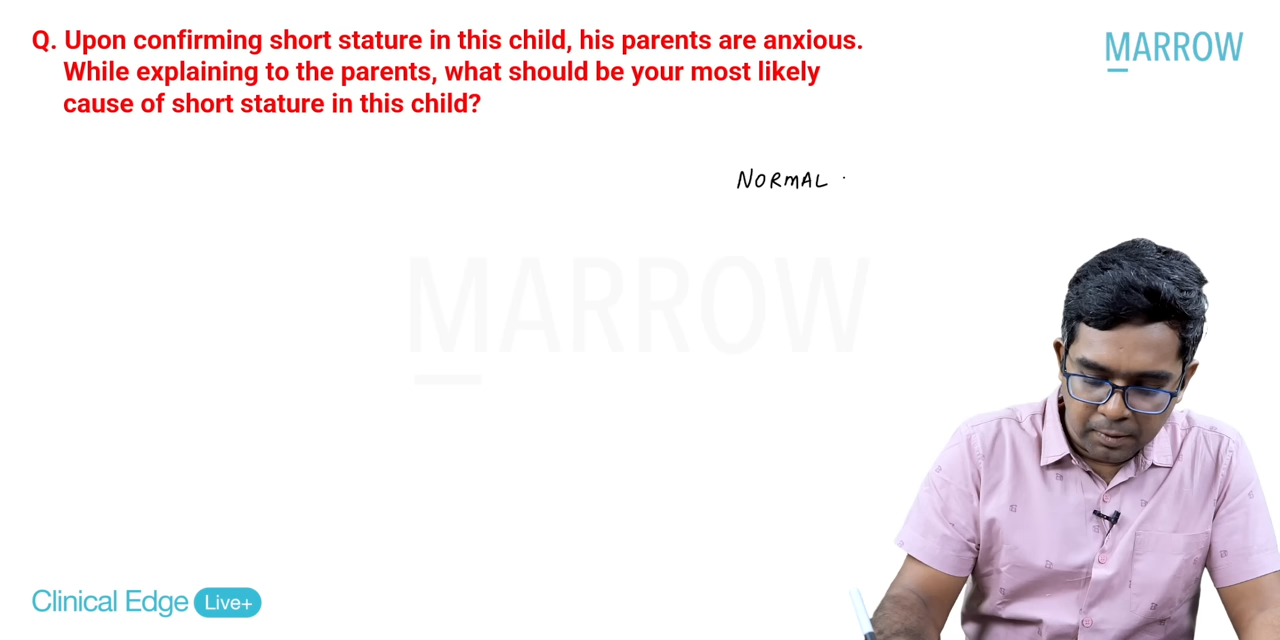 Q. Upon confirming short stature in this child, his parents are anxious.
While explaining to the parents, what should be your most likely
cause of short stature in this child?
MARROW
NORMAL
MARROW
Clinical Edge Live+